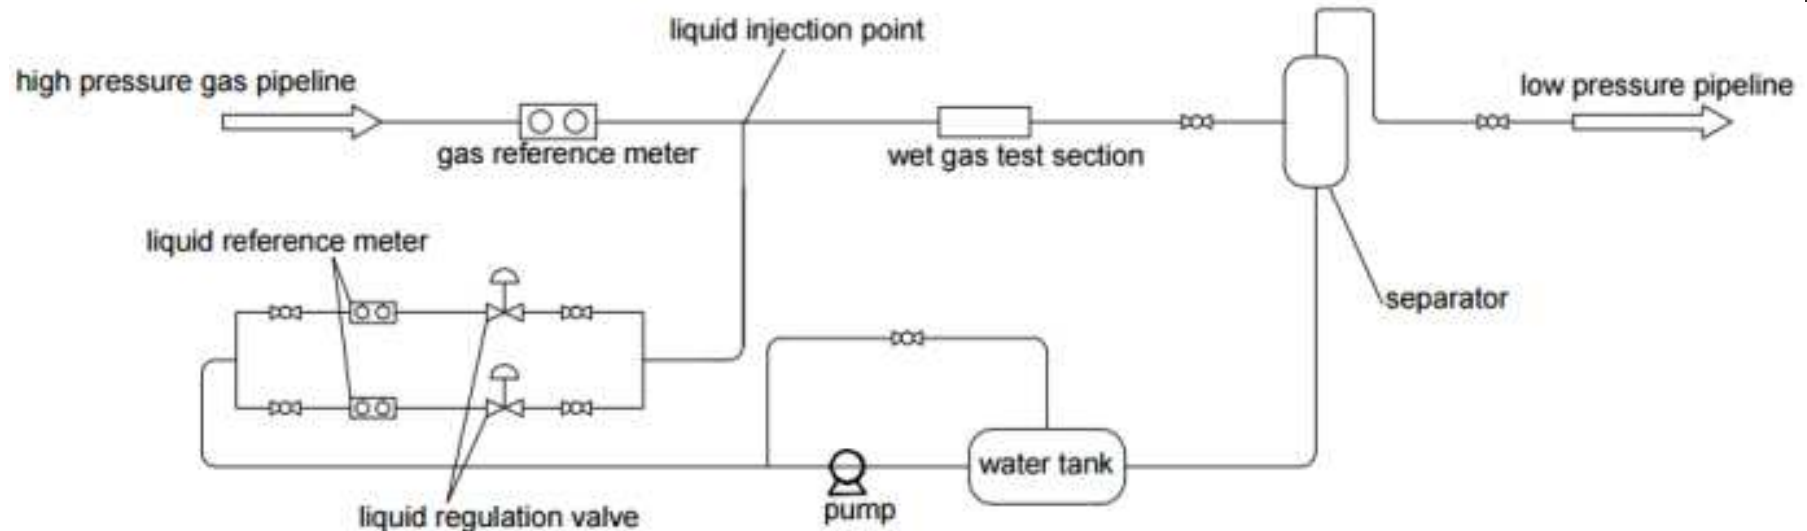 liquid injection point
high pressure gas pipeline
low pressure pipeline
gas reference meter
wet gas test section
liquid reference meter
separator
water tank
pump
liquid regulation valve